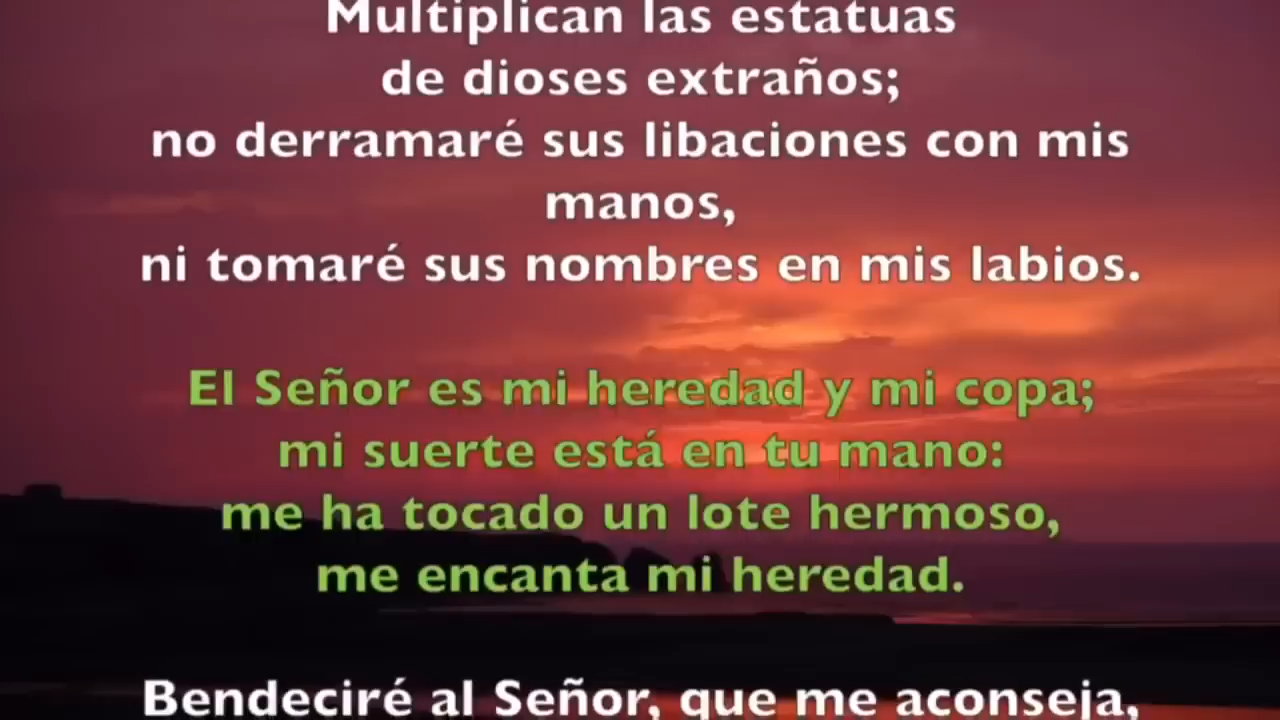 Multiplican las estatuas
de dioses extraños;
no derramaré sus libaciones con mis
manos,
ni tomaré sus nombres en mis labios.
El Señor es mi heredad y mi copa;
mi suerte está en tu mano:
me ha tocado un lote hermoso,
me encanta mi heredad.
Bendeciré al Señor, que me aconseja,